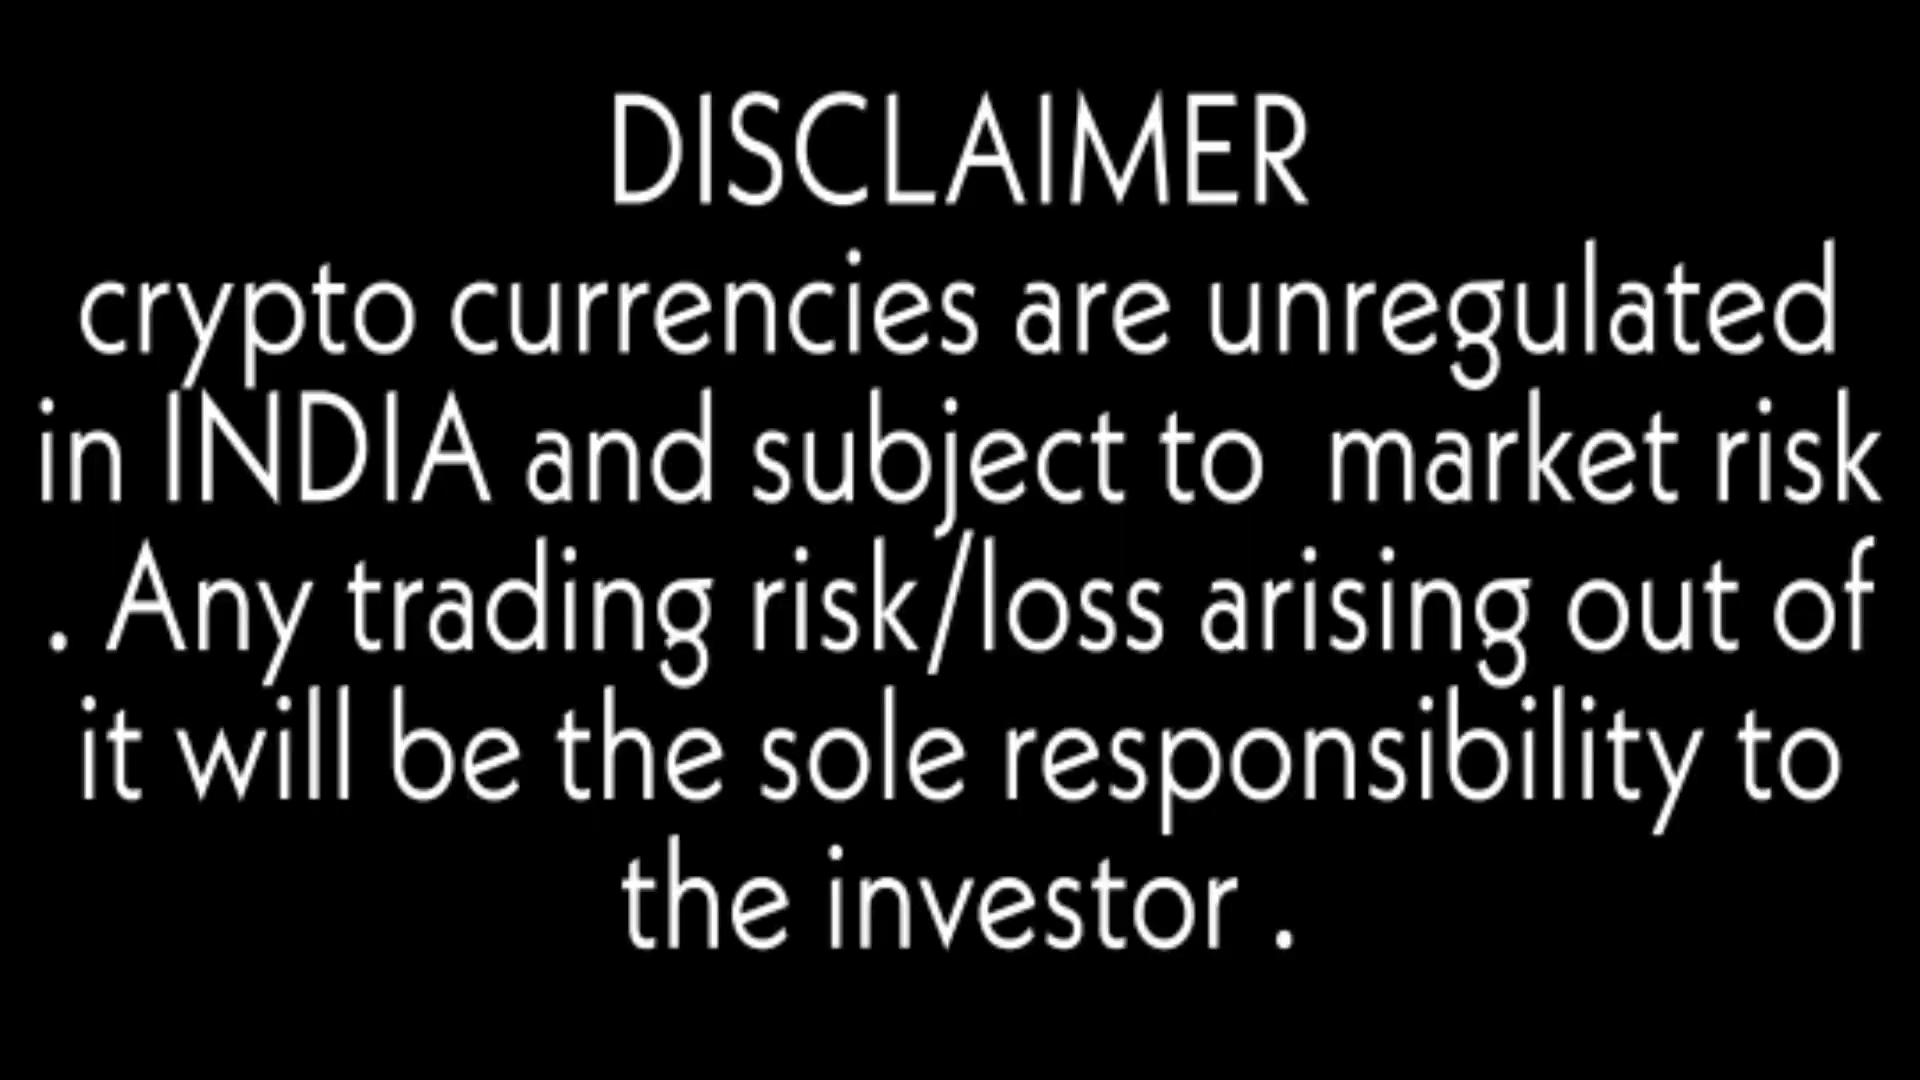 DISCLAIMER
crypto currencies are unregulated
in INDIA and subject to  market risk
. Any trading risk/loss arising out of
it will be the sole responsibility to
the investor .